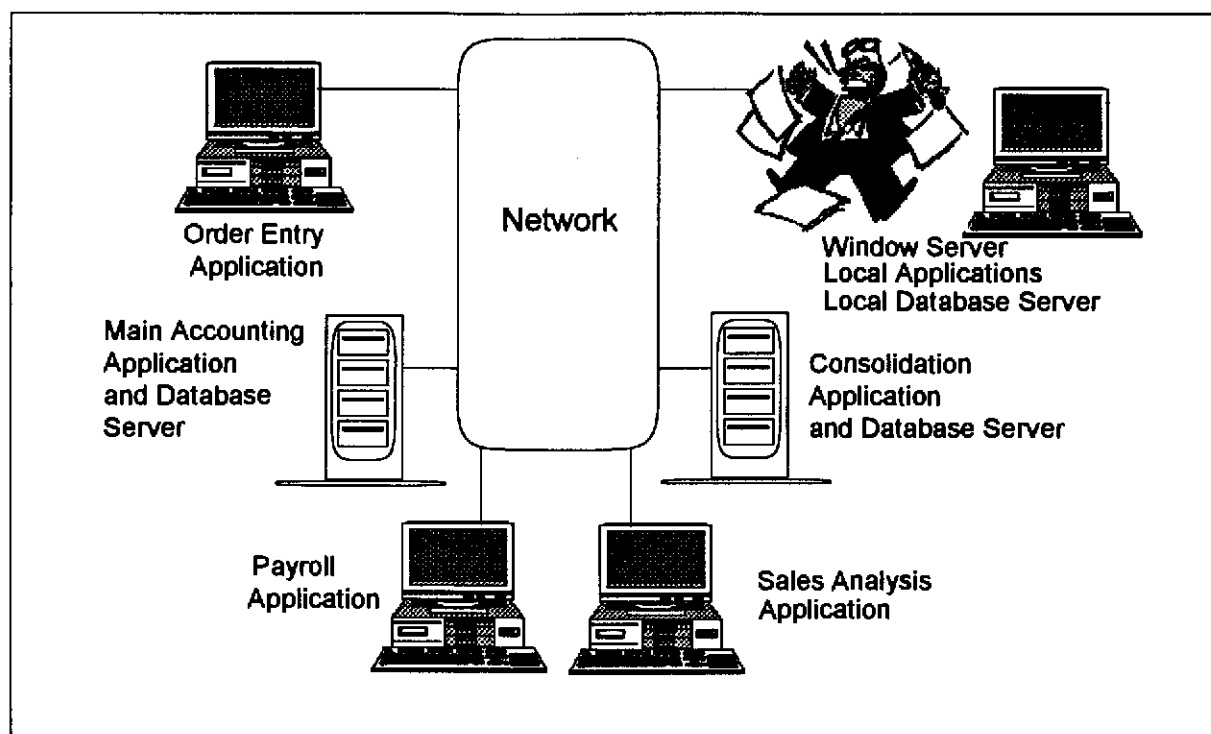 Order Entry
Application
Network
Window Server
Local Applications
Local Database Server
Main Accounting
Application
and Database
Server
Consolidation
Application
and Database Server
Payroll
Application
Sales Analysis
Application